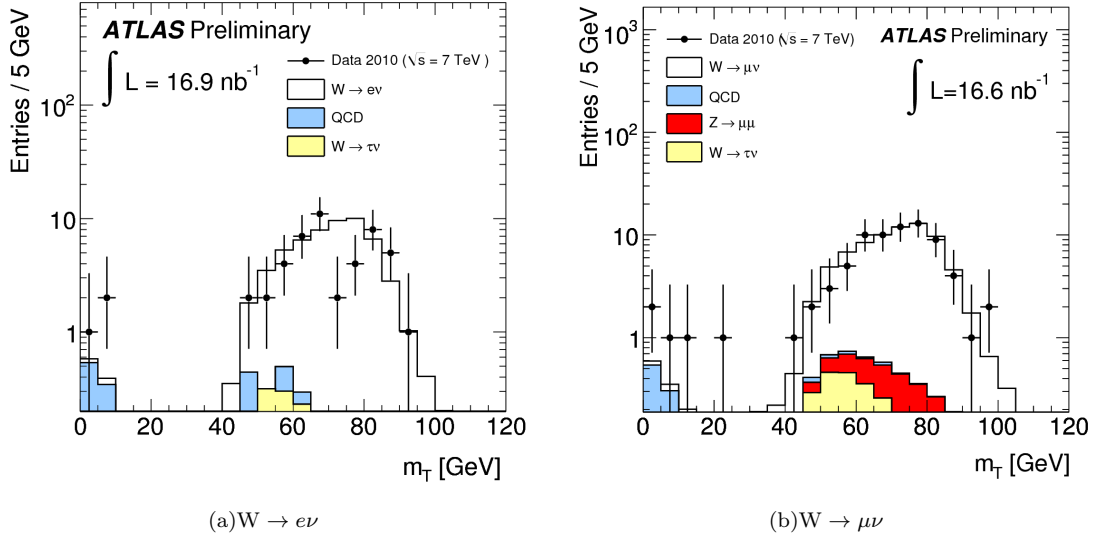 ATLAS Preliminary
∫ L = 16.9 nb⁻¹
Data 2010 (√s = 7 TeV )
W → eν
QCD
W → τν
Entries / 5 GeV
10²
10
1
0 20 40 60 80 100 120
m_T [GeV]
(a)W → eν
ATLAS Preliminary
∫ L=16.6 nb⁻¹
Data 2010 (√s = 7 TeV)
W → μν
QCD
Z → μμ
W → τν
Entries / 5 GeV
10³
10²
10
1
0 20 40 60 80 100 120
m_T [GeV]
(b)W → μν